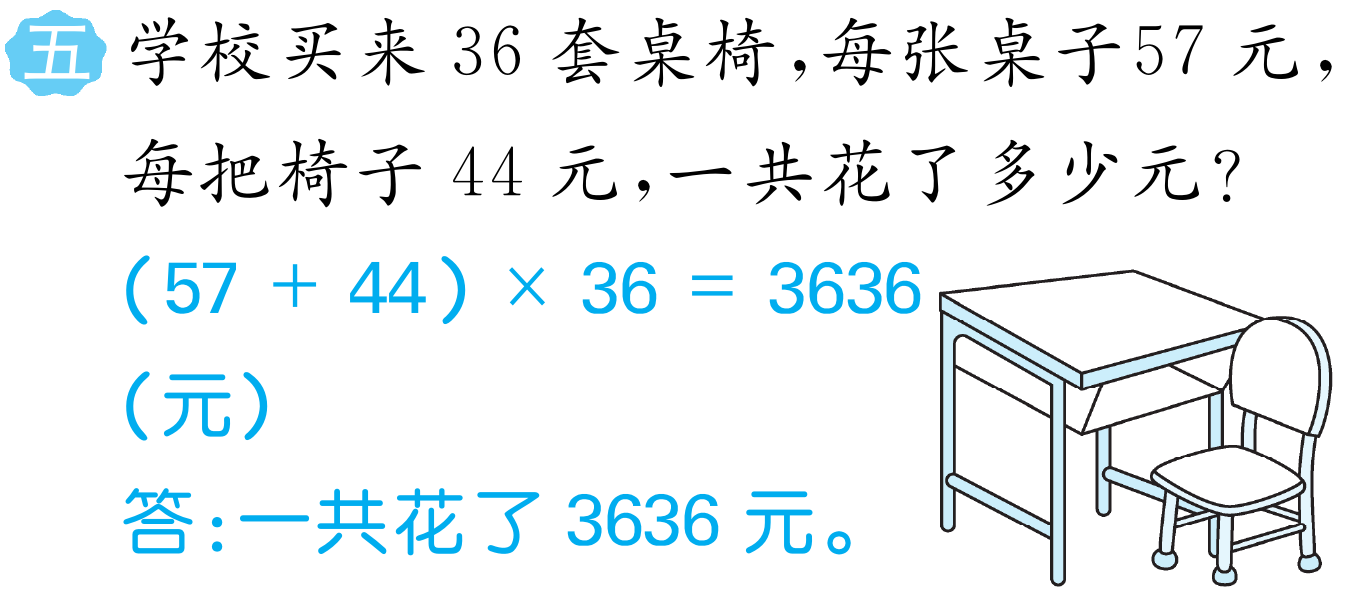 五 学校买来 36 套桌椅,每张桌子57 元,
每把椅子 44 元,一共花了多少元?
(57 + 44) × 36 = 3636
(元)
答:一共花了 3636 元。